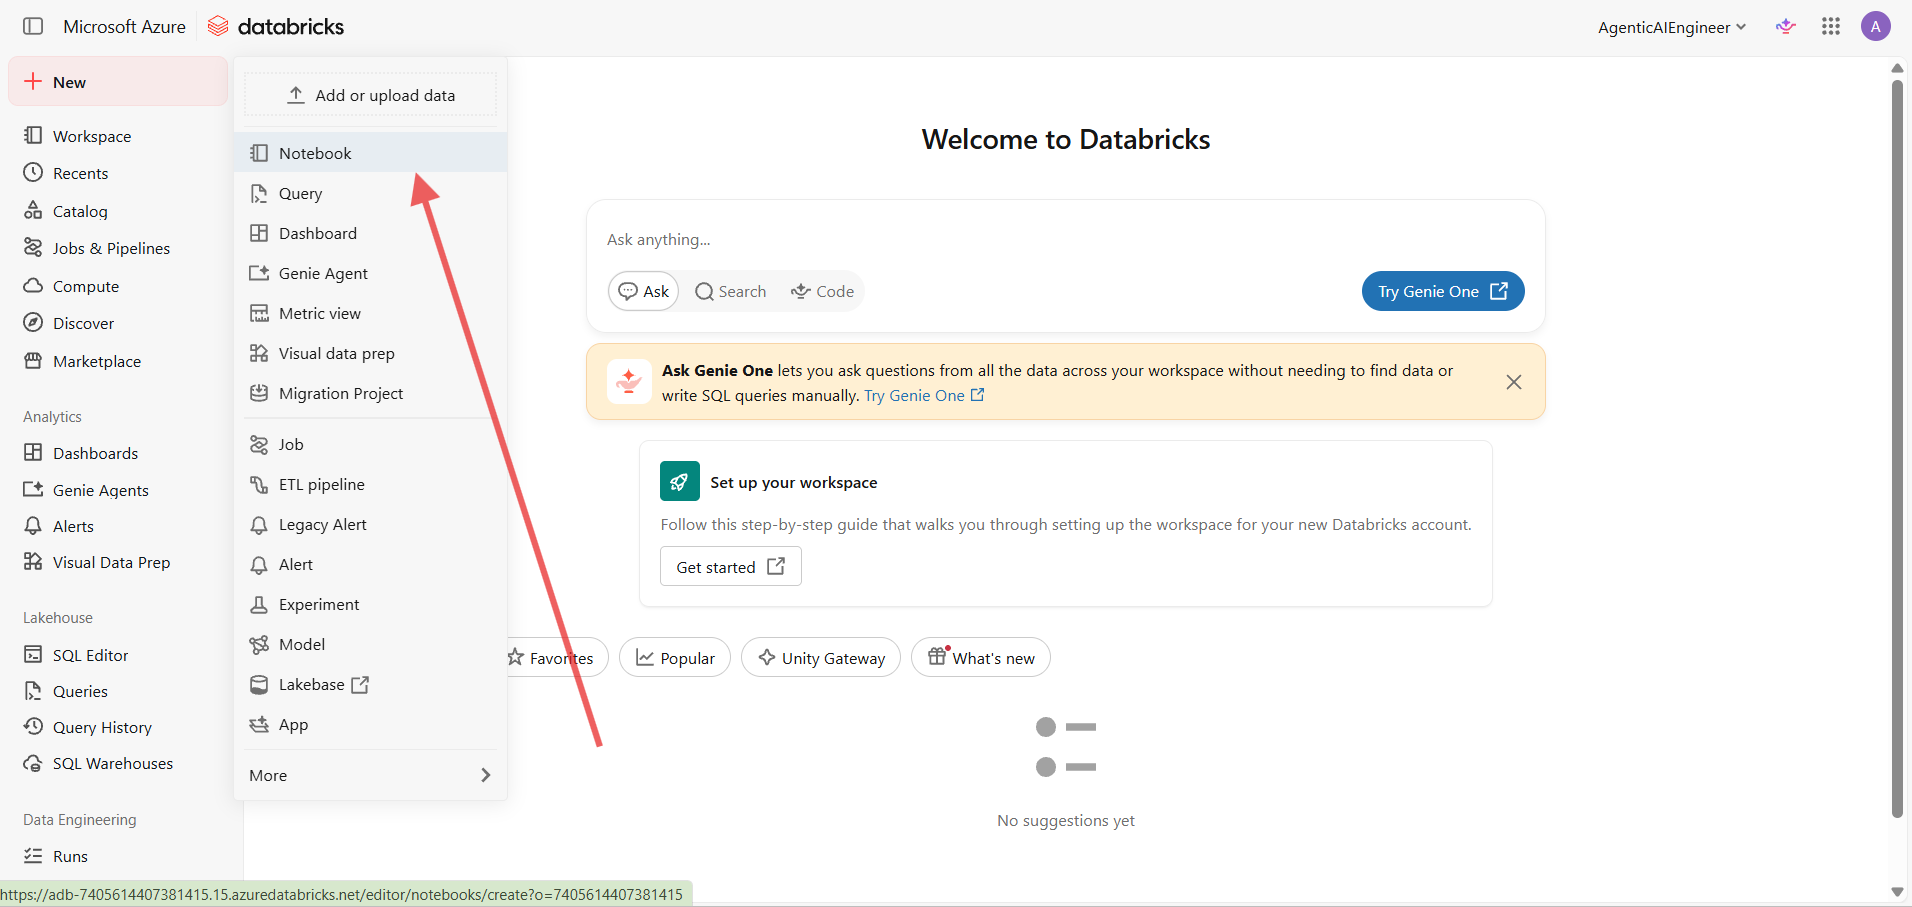 Microsoft Azure
databricks
AgenticAIEngineer
A
New
Workspace
Recents
Catalog
Jobs & Pipelines
Compute
Discover
Marketplace
Analytics
Dashboards
Genie Agents
Alerts
Visual Data Prep
Lakehouse
SQL Editor
Queries
Query History
SQL Warehouses
Data Engineering
Runs
Add or upload data
Notebook
Query
Dashboard
Genie Agent
Metric view
Visual data prep
Migration Project
Job
ETL pipeline
Legacy Alert
Alert
Experiment
Model
Lakebase
App
More
Welcome to Databricks
Ask anything...
Ask
Search
Code
Try Genie One
Ask Genie One lets you ask questions from all the data across your workspace without needing to find data or
write SQL queries manually. Try Genie One
Set up your workspace
Follow this step-by-step guide that walks you through setting up the workspace for your new Databricks account.
Get started
Favorites
Popular
Unity Gateway
What's new
No suggestions yet
https://adb-7405614407381415.15.azuredatabricks.net/editor/notebooks/create?o=7405614407381415